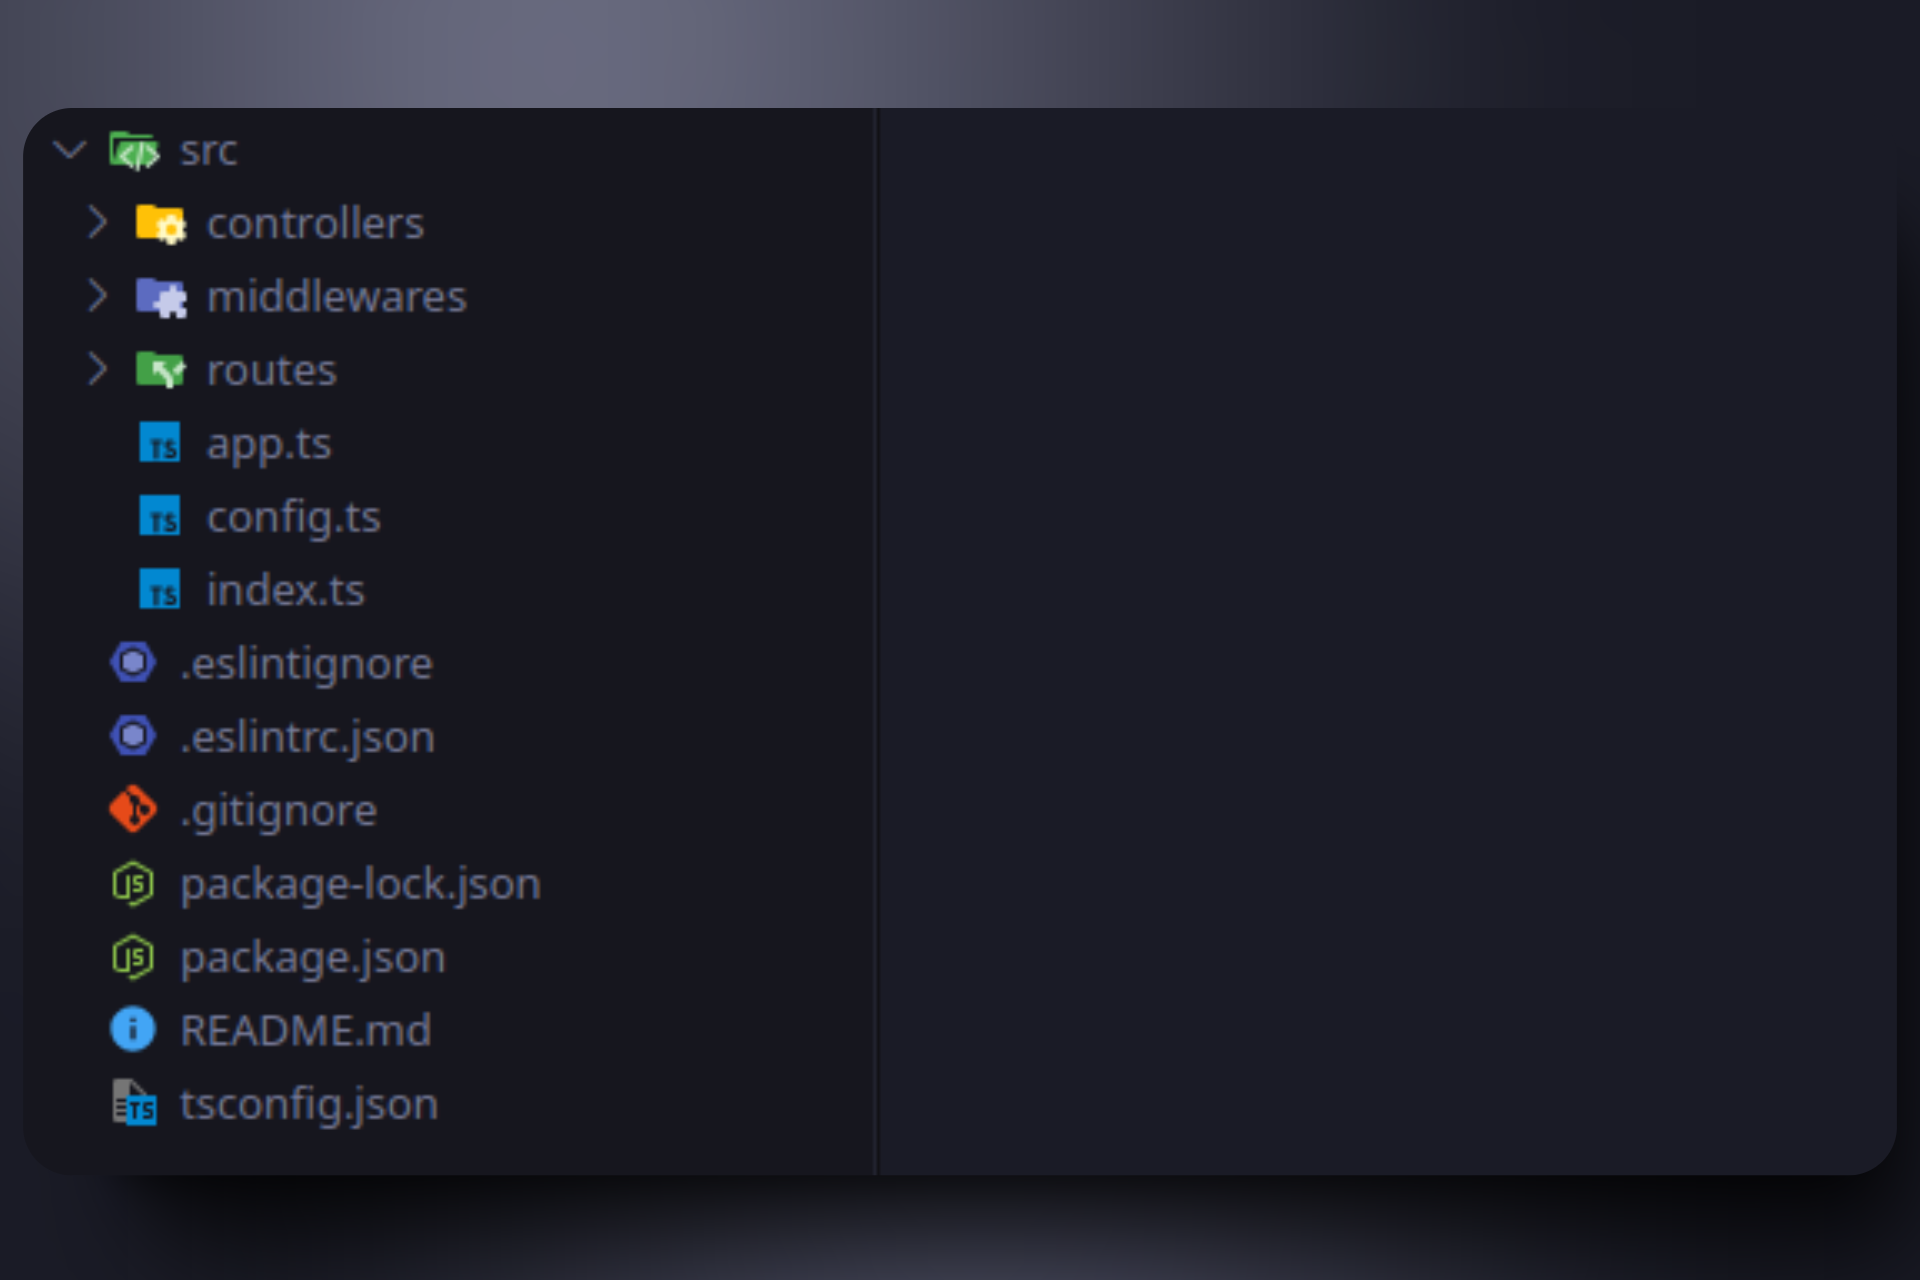 src
controllers
middlewares
routes
TS app.ts
TS config.ts
TS index.ts
.eslintignore
.eslintrc.json
.gitignore
JS package-lock.json
JS package.json
i README.md
TS tsconfig.json